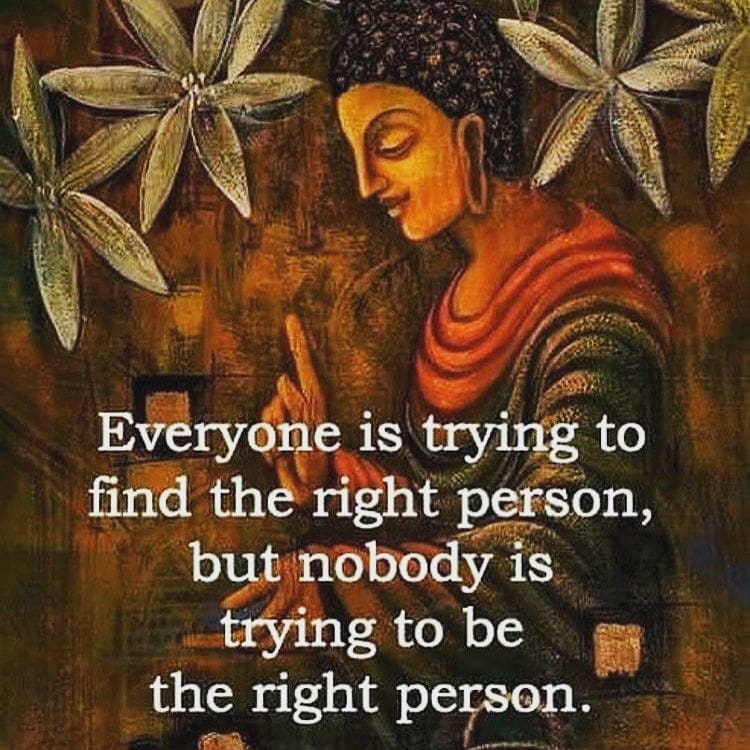 Everyone is trying to
find the right person,
but nobody is
trying to be
the right person.